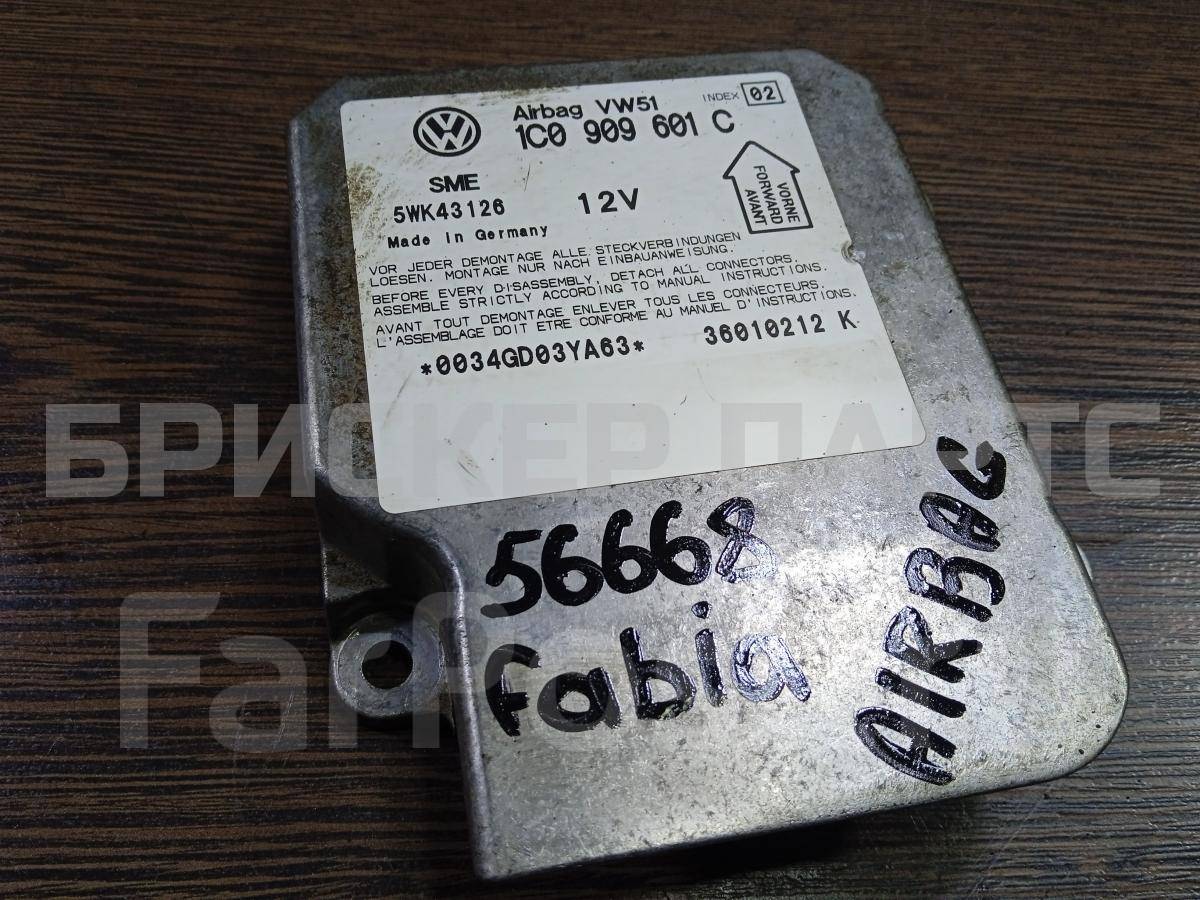 Airbag VW51
INDEX 02
1C0 909 601 C
SME
5WK43126
12V
Made in Germany
VORNE
FORWARD
AVANT
VOR JEDER DEMONTAGE ALLE STECKVERBINDUNGEN
LOESEN. MONTAGE NUR NACH EINBAUANWEISUNG.
BEFORE EVERY DISASSEMBLY, DETACH ALL CONNECTORS.
ASSEMBLE STRICTLY ACCORDING TO MANUAL INSTRUCTIONS.
AVANT TOUT DEMONTAGE ENLEVER TOUS LES CONNECTEURS.
L'ASSEMBLAGE DOIT ETRE CONFORME AU MANUEL D'INSTRUCTIONS.
*0034GD03YA63*
36010212 K
БРИСКЕР ПАРТС
56668
fabia
AIRBAG